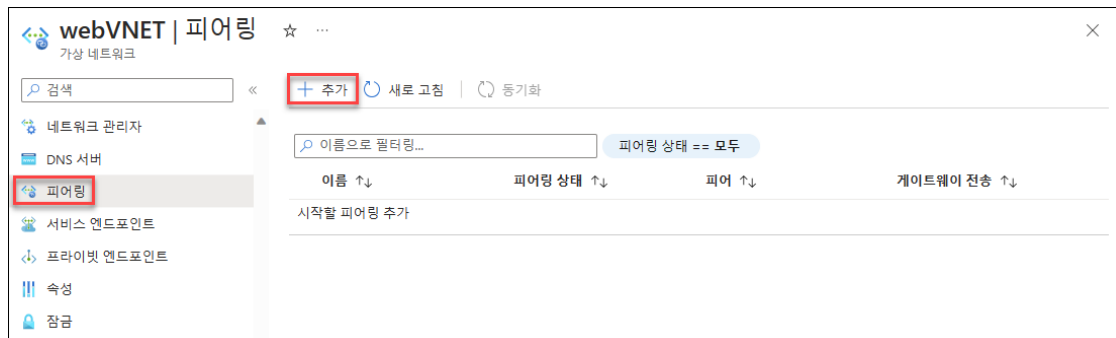 webVNET | 피어링 ☆ ···
가상 네트워크
검색 «
+ 추가 새로 고침 | 동기화
네트워크 관리자
DNS 서버
피어링
서비스 엔드포인트
프라이빗 엔드포인트
속성
잠금
이름으로 필터링... 피어링 상태 == 모두
이름 ↑↓ 피어링 상태 ↑↓ 피어 ↑↓ 게이트웨이 전송 ↑↓
시작할 피어링 추가